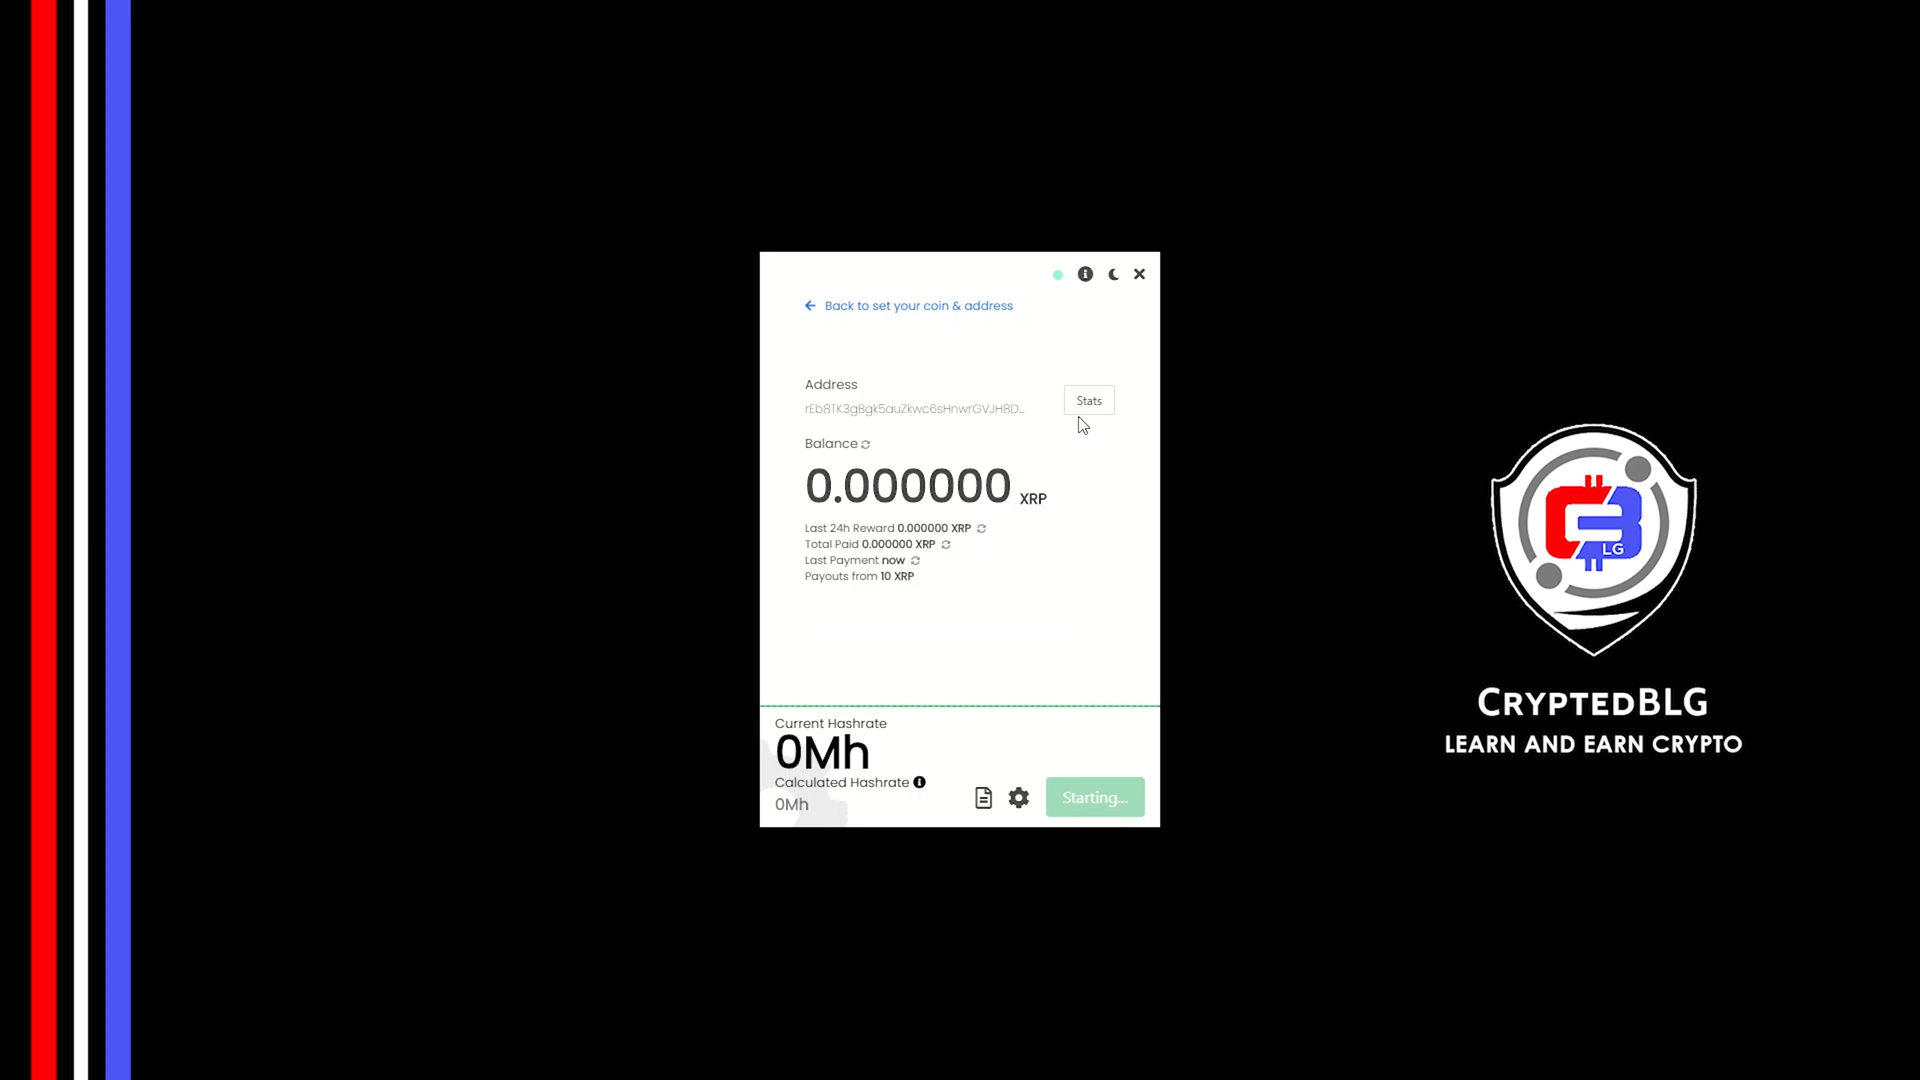 Back to set your coin & address
Address
rEb8TK3gBgk5auZkwc6sHnwrGVJH8D...
Stats
Balance
0.000000 XRP
Last 24h Reward 0.000000 XRP
Total Paid 0.000000 XRP
Last Payment now
Payouts from 10 XRP
Current Hashrate
0Mh
Calculated Hashrate
0Mh
Starting...
CB
LG
CRYPTEDBLG
LEARN AND EARN CRYPTO